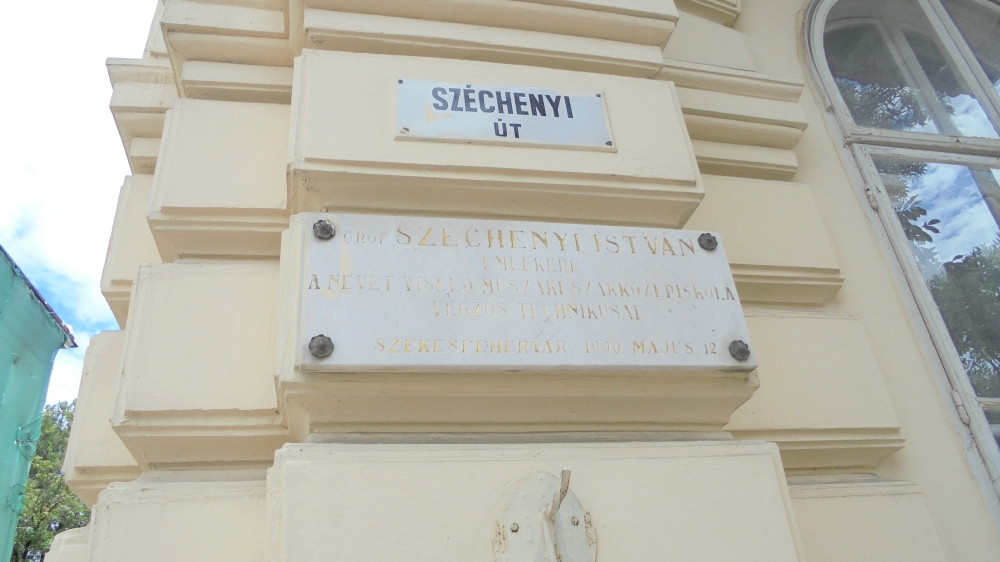 SZÉCHENYI
ÚT
GRÓF SZÉCHENYI ISTVÁN
EMLÉKÉRE
A NEVÉT VISELŐ MŰSZAKI SZAKKÖZÉPISKOLA
VÉGZŐS TECHNIKUSAI
SZÉKESFEHÉRVÁR, 1990. MÁJUS 12